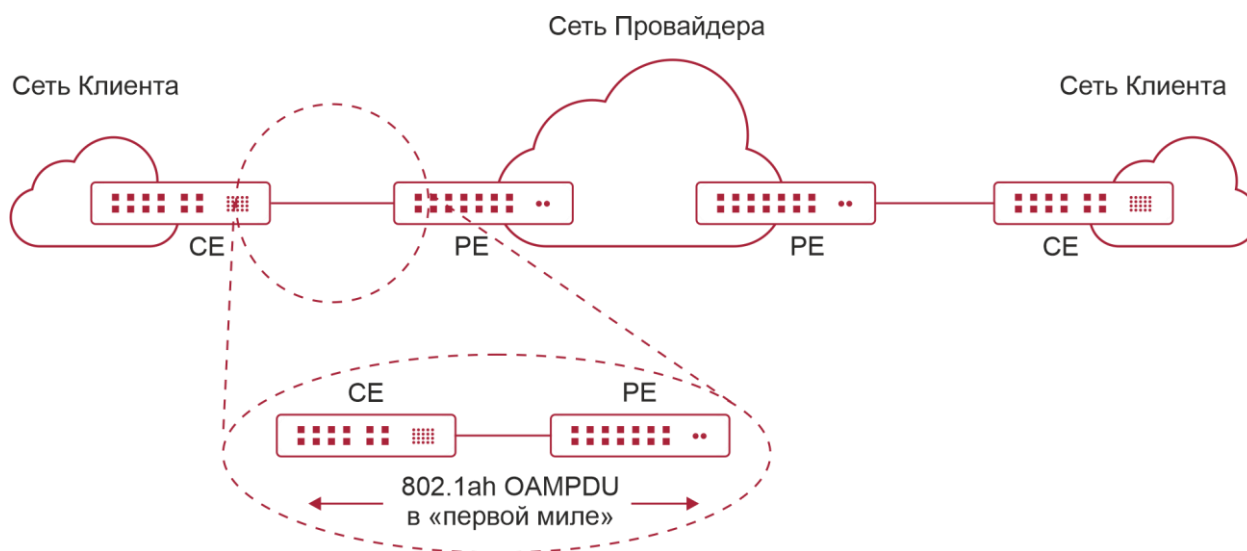 Сеть Провайдера
Сеть Клиента
Сеть Клиента
CE
PE
PE
CE
CE
PE
802.1ah OAMPDU
в «первой миле»